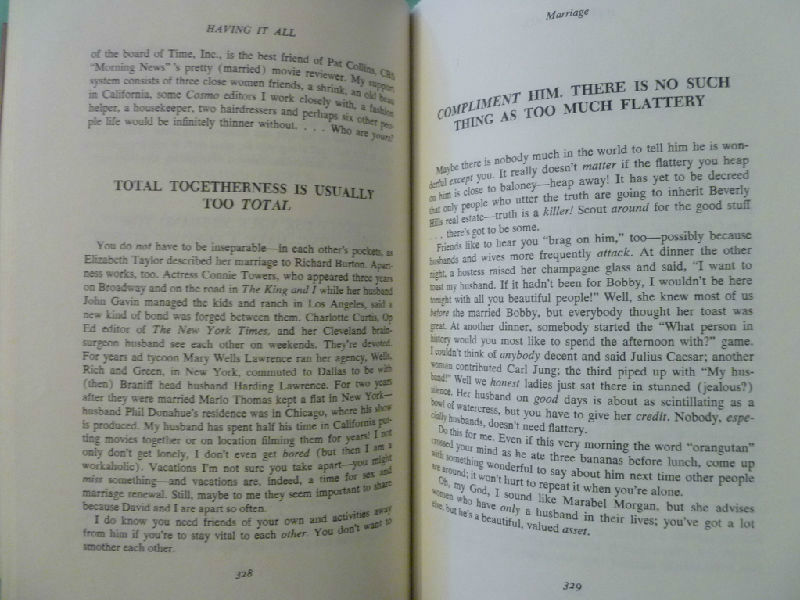 HAVING IT ALL
of the board of Time, Inc., is the best friend of Pat Collins, CBS
"Morning News" 's pretty (married) movie reviewer. My support
system consists of three close women friends, a shrink, an old beau
in California, some Cosmo editors I work closely with, a fashion
helper, a housekeeper, two hairdressers and perhaps six other peo-
ple life would be infinitely thinner without. . . . Who are yours?
TOTAL TOGETHERNESS IS USUALLY
TOO TOTAL
You do not have to be inseparable—in each other's pockets, as
Elizabeth Taylor described her marriage to Richard Burton. Apart-
ness works, too. Actress Connie Towers, who appeared three years
on Broadway and on the road in The King and I while her husband
John Gavin managed the kids and ranch in Los Angeles, said a
new kind of bond was forged between them. Charlotte Curtis, Op
Ed editor of The New York Times, and her Cleveland brain-
surgeon husband see each other on weekends. They're devoted.
For years ad tycoon Mary Wells Lawrence ran her agency, Wells,
Rich and Green, in New York, commuted to Dallas to be with
(then) Braniff head husband Harding Lawrence. For two years
after they were married Marlo Thomas kept a flat in New York—
husband Phil Donahue's residence was in Chicago, where his show
is produced. My husband has spent half his time in California put-
ting movies together or on location filming them for years! I not
only don't get lonely, I don't even get bored (but then I am a
workaholic). Vacations I'm not sure you take apart—you might
miss something—and vacations are, indeed, a time for sex and
marriage renewal. Still, maybe to me they seem important to share
because David and I are apart so often.
I do know you need friends of your own and activities away
from him if you're to stay vital to each other. You don't want to
smother each other.
328
Marriage
COMPLIMENT HIM. THERE IS NO SUCH
THING AS TOO MUCH FLATTERY
Maybe there is nobody much in the world to tell him he is won-
derful except you. It really doesn't matter if the flattery you heap
on him is close to baloney—heap away! It has yet to be decreed
that only people who utter the truth are going to inherit Beverly
Hills real estate—truth is a killer! Scout around for the good stuff
. . . there's got to be some.
Friends like to hear you "brag on him," too—possibly because
husbands and wives more frequently attack. At dinner the other
night, a hostess raised her champagne glass and said, "I want to
toast my husband. If it hadn't been for Bobby, I wouldn't be here
tonight with all you beautiful people!" Well, she knew most of us
before she married Bobby, but everybody thought her toast was
great. At another dinner, somebody started the "What person in
history would you most like to spend the afternoon with?" game.
I couldn't think of anybody decent and said Julius Caesar; another
woman contributed Carl Jung; the third piped up with "My hus-
band!" Well we honest ladies just sat there in stunned (jealous?)
silence. Her husband on good days is about as scintillating as a
bowl of watercress, but you have to give her credit. Nobody, espe-
cially husbands, doesn't need flattery.
Do this for me. Even if this very morning the word "orangutan"
crossed your mind as he ate three bananas before lunch, come up
with something wonderful to say about him next time other people
are around; it won't hurt to repeat it when you're alone.
Oh, my God, I sound like Marabel Morgan, but she advises
women who have only a husband in their lives; you've got a lot
else, but he's a beautiful, valued asset.
329